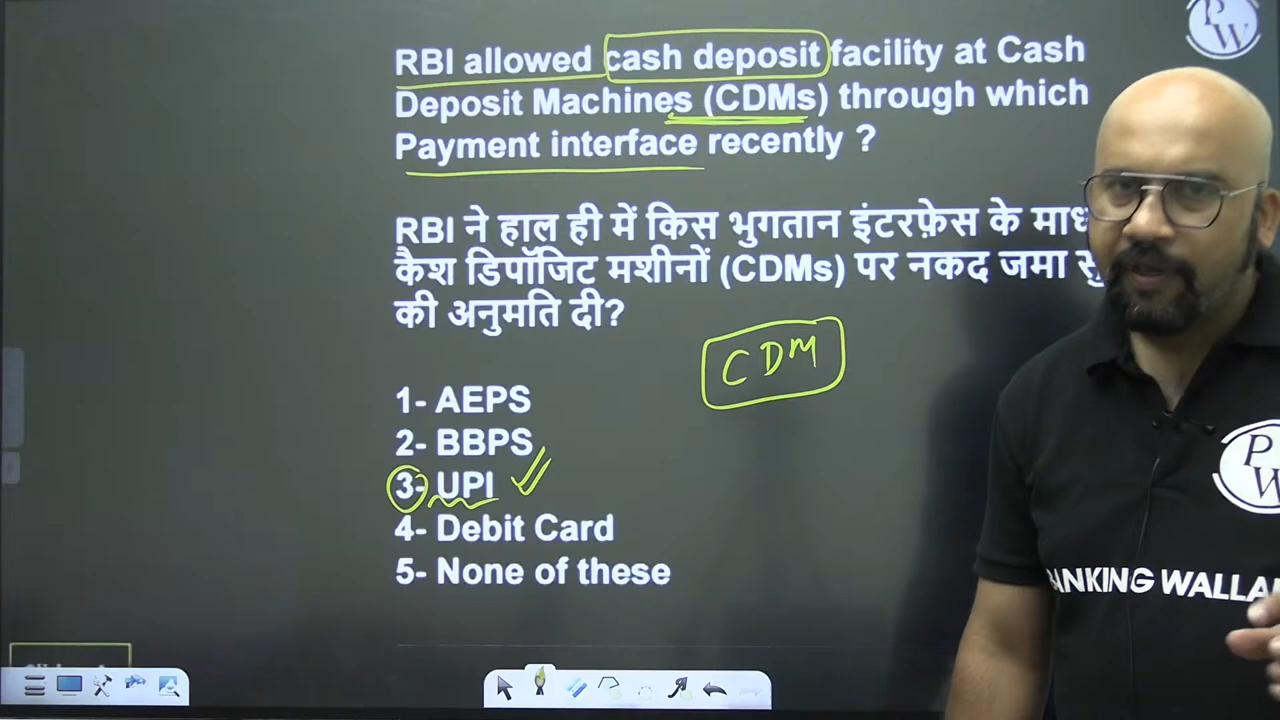 P
W
RBI allowed cash deposit facility at Cash
Deposit Machines (CDMs) through which
Payment interface recently ?
RBI ने हाल ही में किस भुगतान इंटरफ़ेस के
कैश डिपॉजिट मशीनों (CDMs) पर नकद जमा
की अनुमति दी?
CDM
1- AEPS
2- BBPS
3- UPI
4- Debit Card
5- None of these
P
W